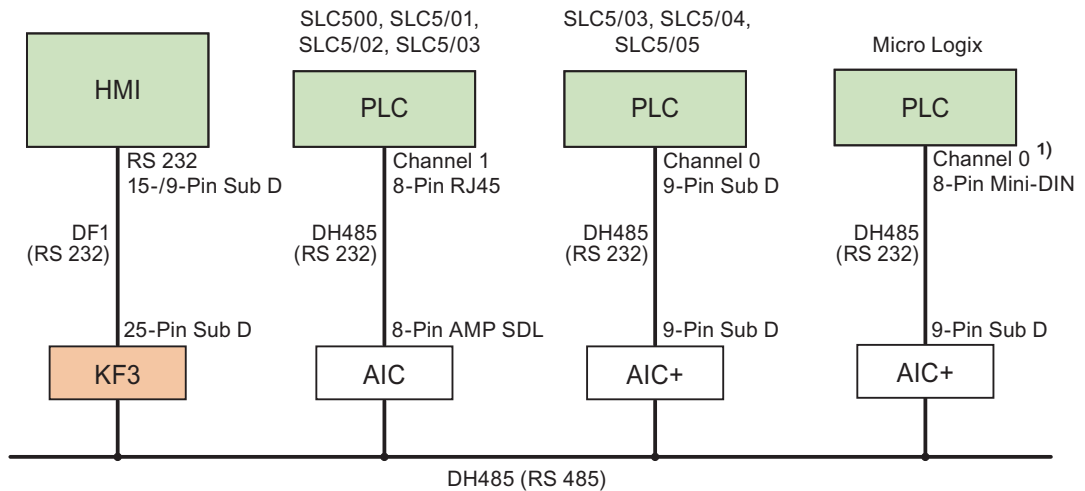 SLC500, SLC5/01,
SLC5/02, SLC5/03
SLC5/03, SLC5/04,
SLC5/05
Micro Logix
HMI
PLC
PLC
PLC
RS 232
15-/9-Pin Sub D
Channel 1
8-Pin RJ45
Channel 0
9-Pin Sub D
Channel 0 1)
8-Pin Mini-DIN
DF1
(RS 232)
DH485
(RS 232)
DH485
(RS 232)
DH485
(RS 232)
25-Pin Sub D
8-Pin AMP SDL
9-Pin Sub D
9-Pin Sub D
KF3
AIC
AIC+
AIC+
DH485 (RS 485)